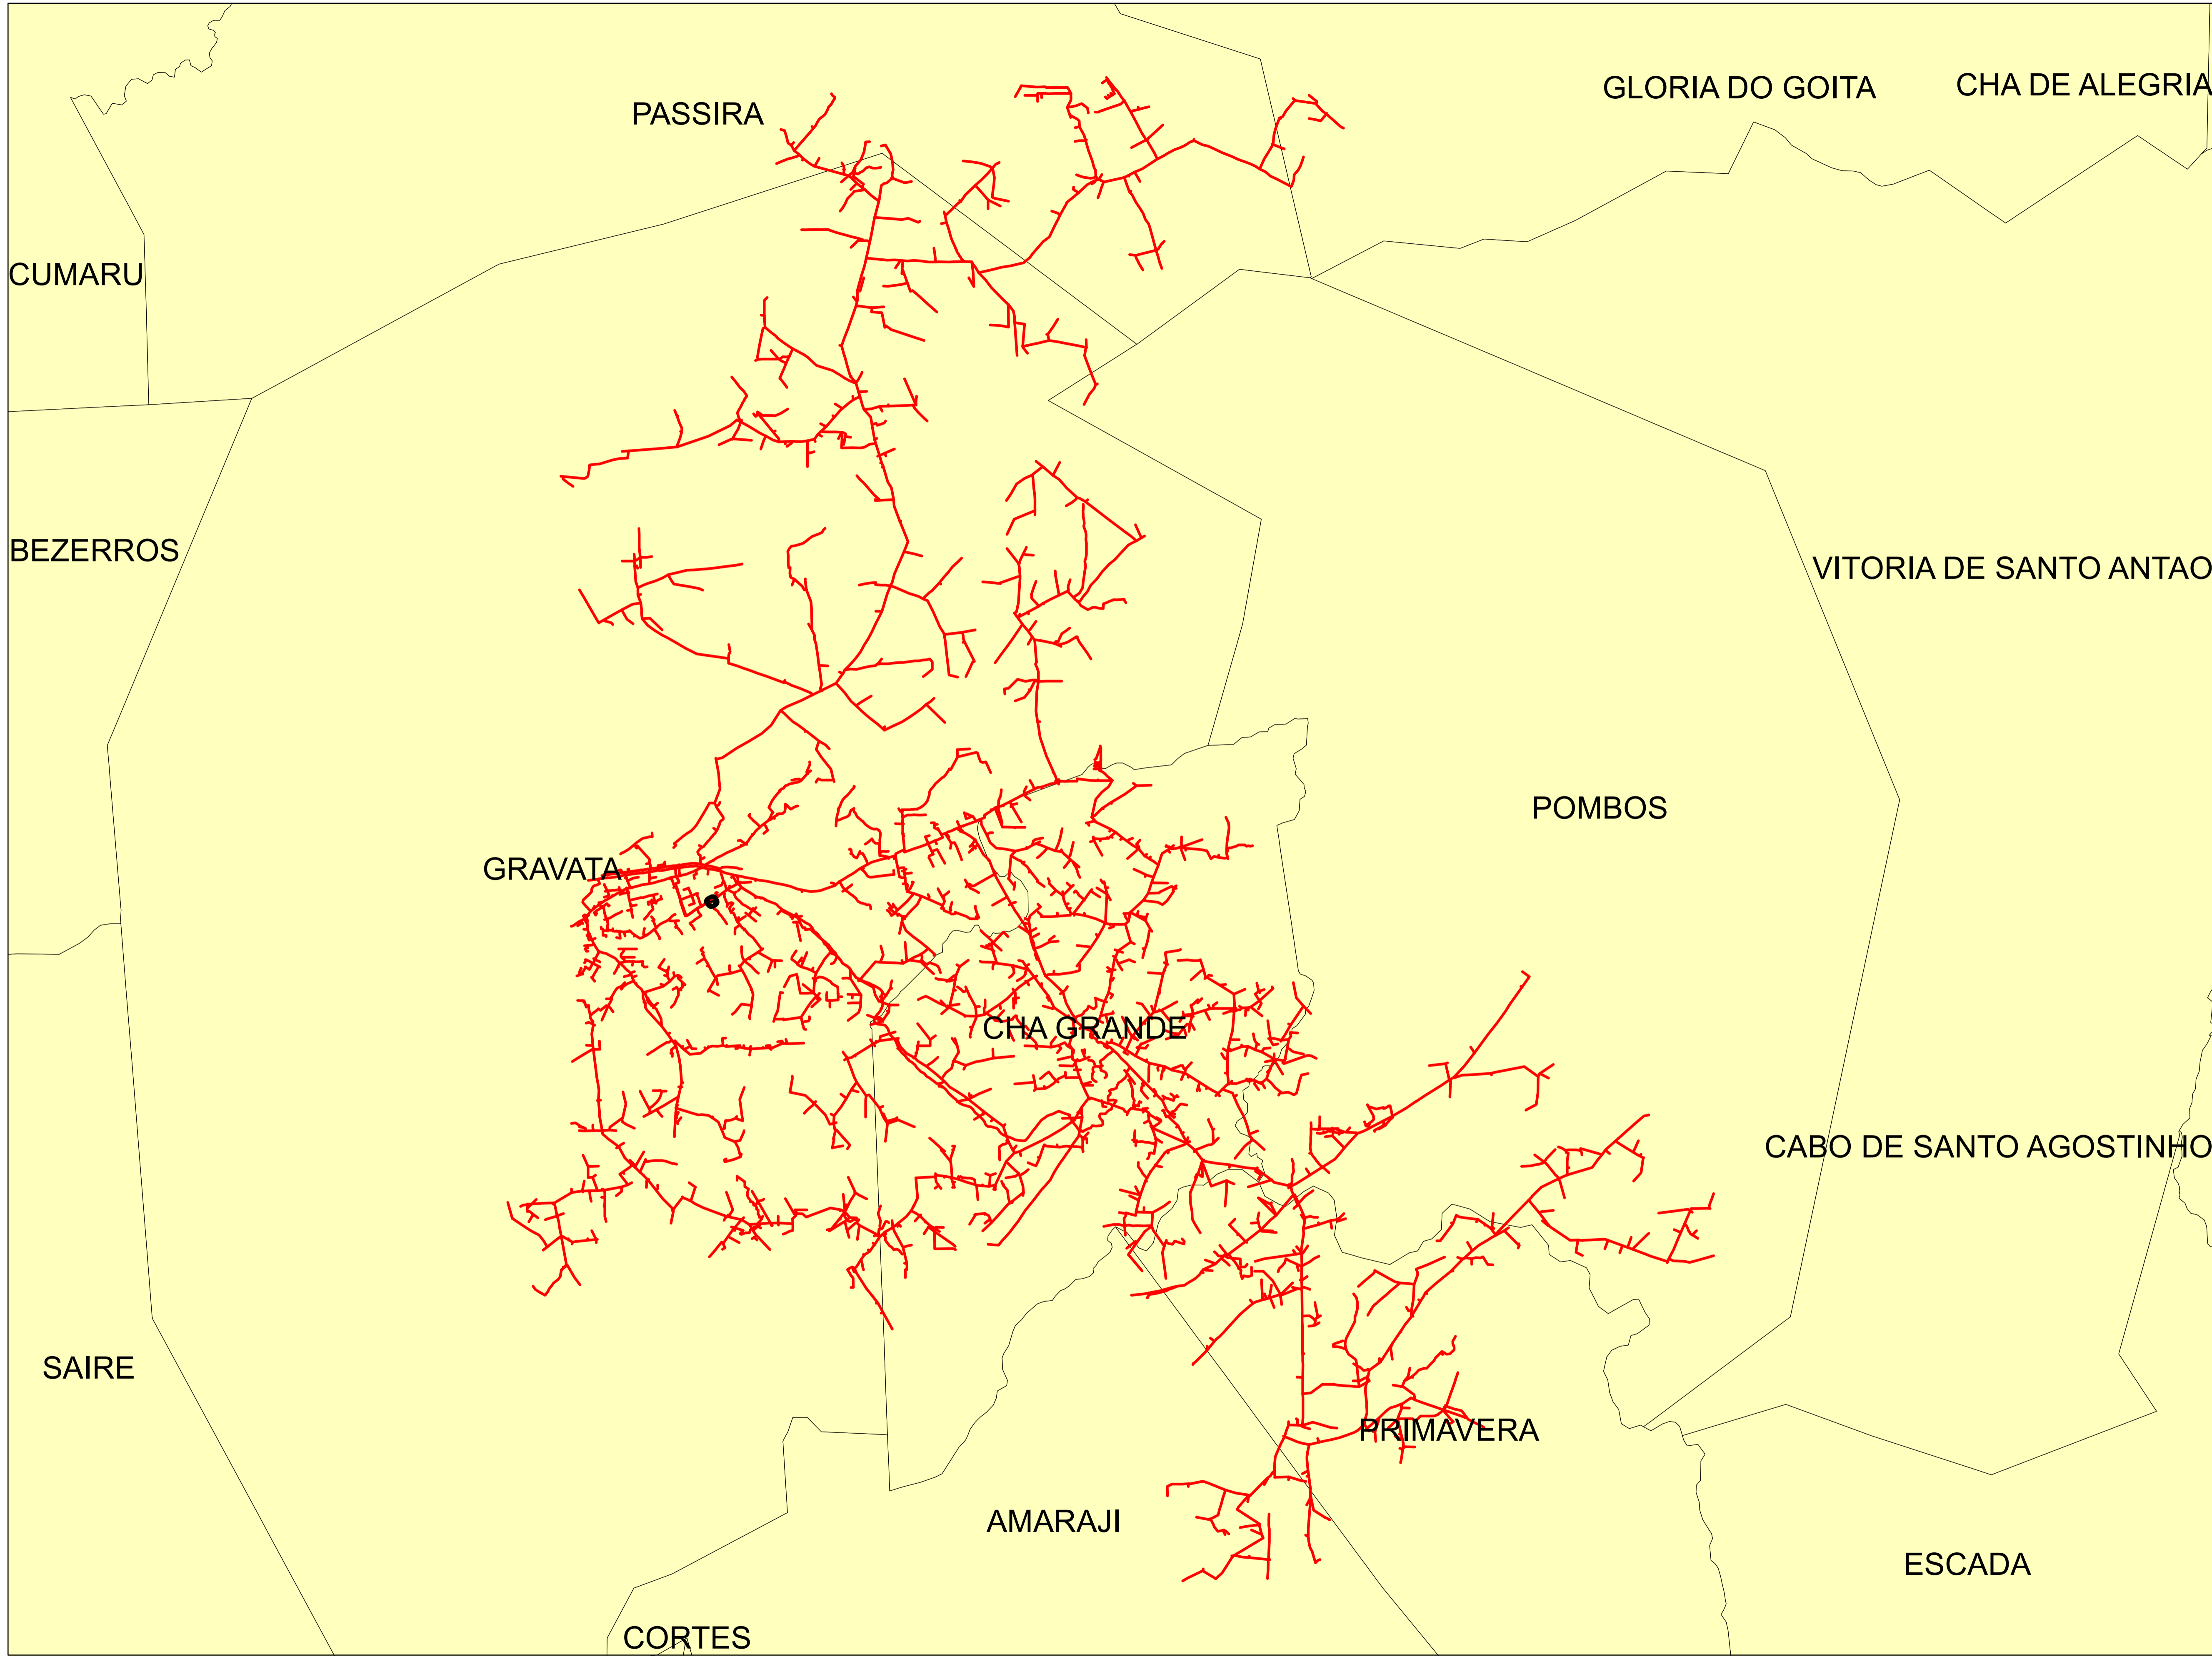 GLORIA DO GOITA
CHA DE ALEGRIA
PASSIRA
CUMARU
BEZERROS
VITORIA DE SANTO ANTAO
POMBOS
GRAVATA
CHA GRANDE
CABO DE SANTO AGOSTINHO
SAIRE
PRIMAVERA
AMARAJI
ESCADA
CORTES